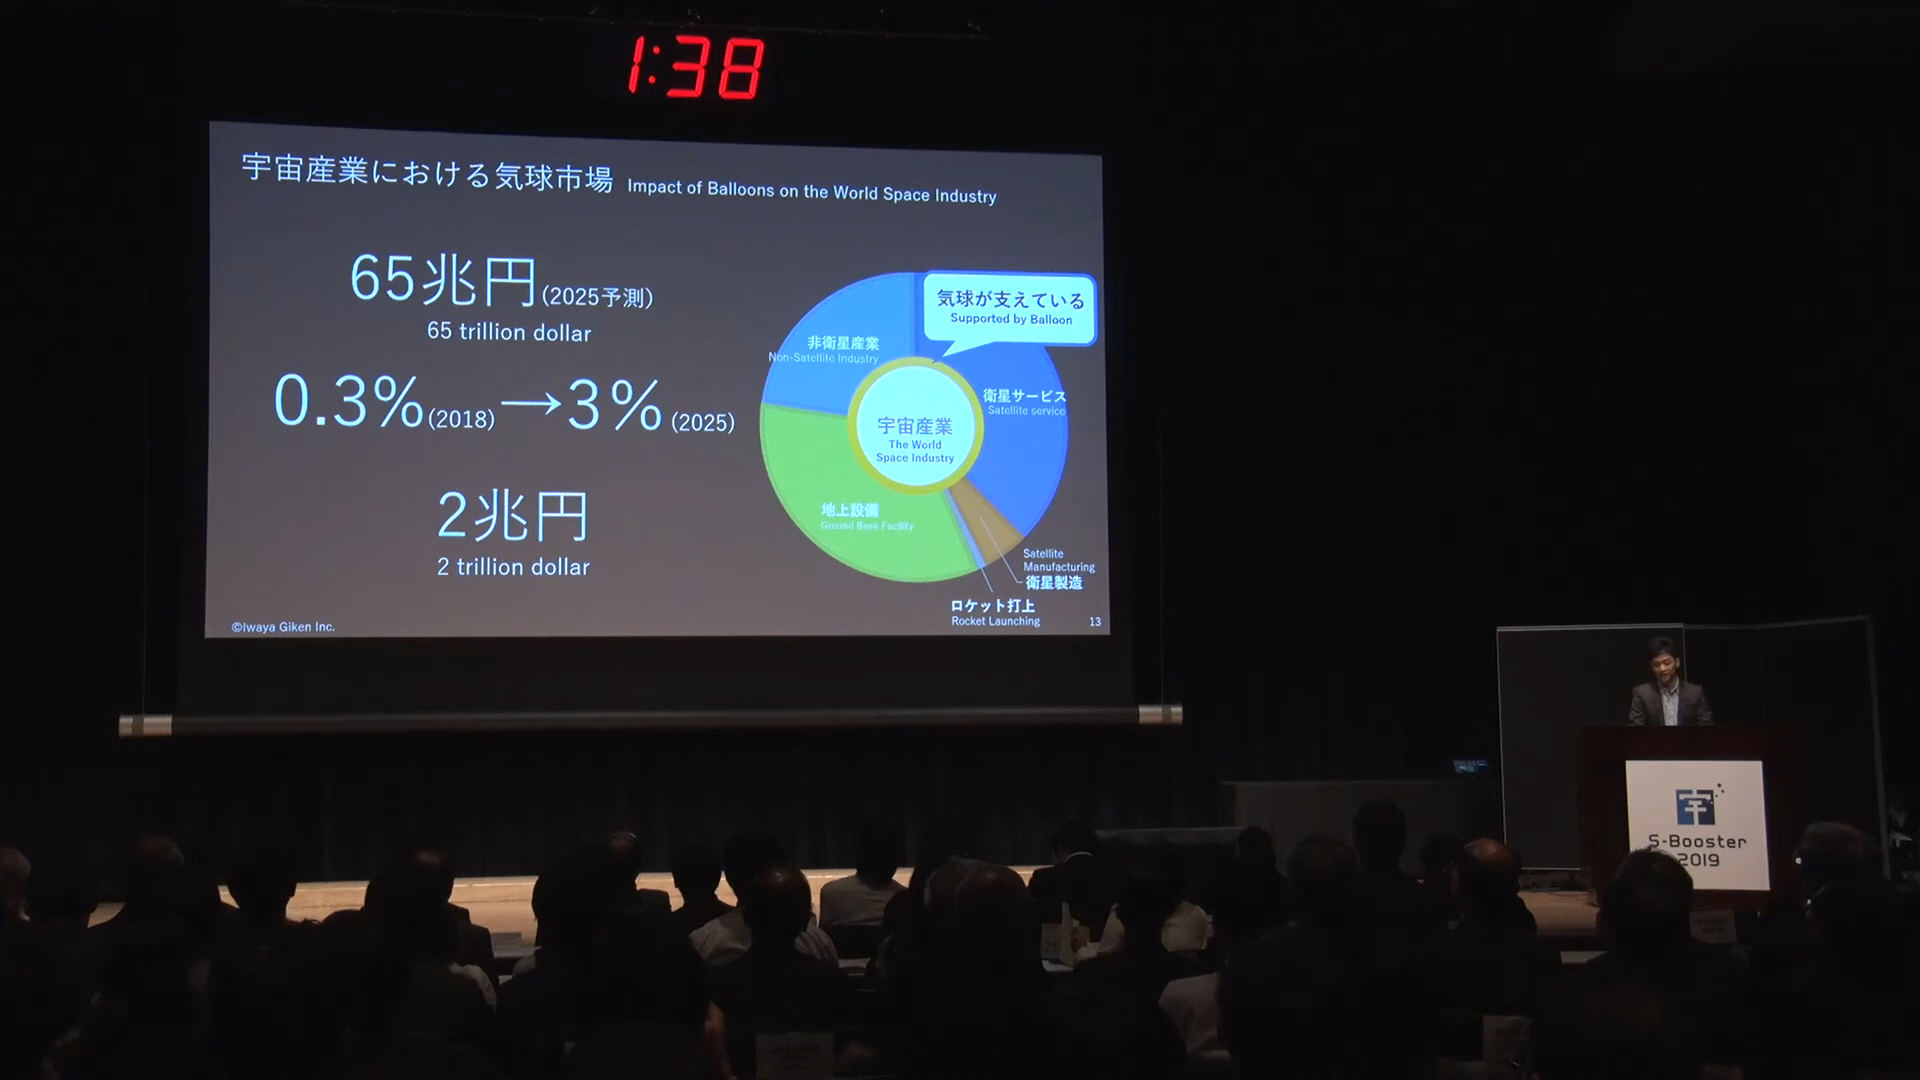 1:38
宇宙産業における気球市場 Impact of Balloons on the World Space Industry
65兆円(2025予測)
65 trillion dollar
0.3%(2018)→3%(2025)
2兆円
2 trillion dollar
気球が支えている
Supported by Balloon
非衛星産業
Non-Satellite Industry
衛星サービス
Satellite service
宇宙産業
The World
Space Industry
地上設備
Ground Base Facility
Satellite
Manufacturing
衛星製造
ロケット打上
Rocket Launching
©Iwaya Giken Inc.
13
宇
S-Booster
2019